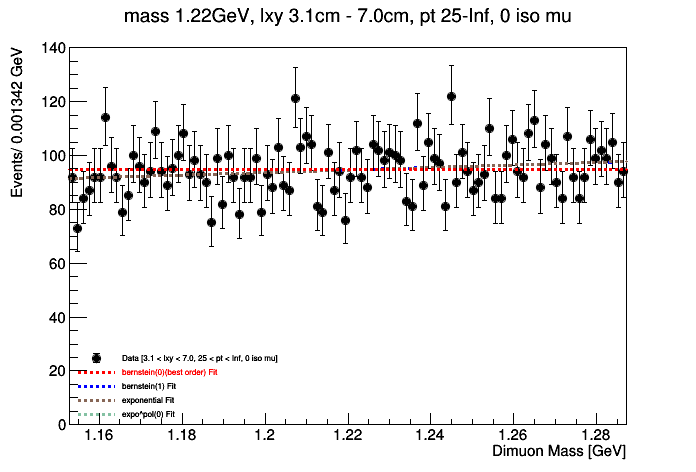 mass 1.22GeV, lxy 3.1cm - 7.0cm, pt 25-Inf, 0 iso mu
Events/ 0.001342 GeV
140
120
100
80
60
40
20
0
Data [3.1 < lxy < 7.0, 25 < pt < Inf, 0 iso mu]
bernstein(0)(best order) Fit
bernstein(1) Fit
exponential Fit
expo*pol(0) Fit
1.16 1.18 1.2 1.22 1.24 1.26 1.28
Dimuon Mass [GeV]